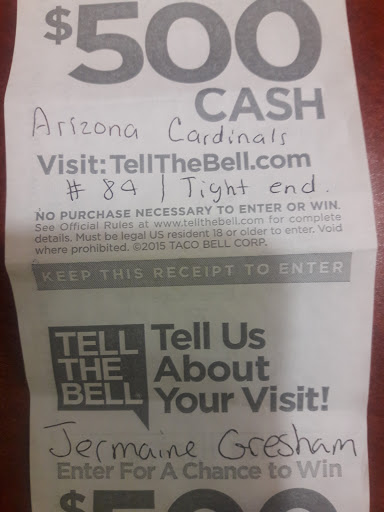 $500
CASH
Arizona Cardinals
Visit: TellTheBell.com
# 84 | Tight end.
NO PURCHASE NECESSARY TO ENTER OR WIN.
See Official Rules at www.tellthebell.com for complete
details. Must be legal US resident 18 or older to enter. Void
where prohibited. ©2015 TACO BELL CORP.
KEEP THIS RECEIPT TO ENTER
TELL
THE
BELL
Tell Us
About
Your Visit!
Jermaine Gresham
Enter For A Chance to Win
$500